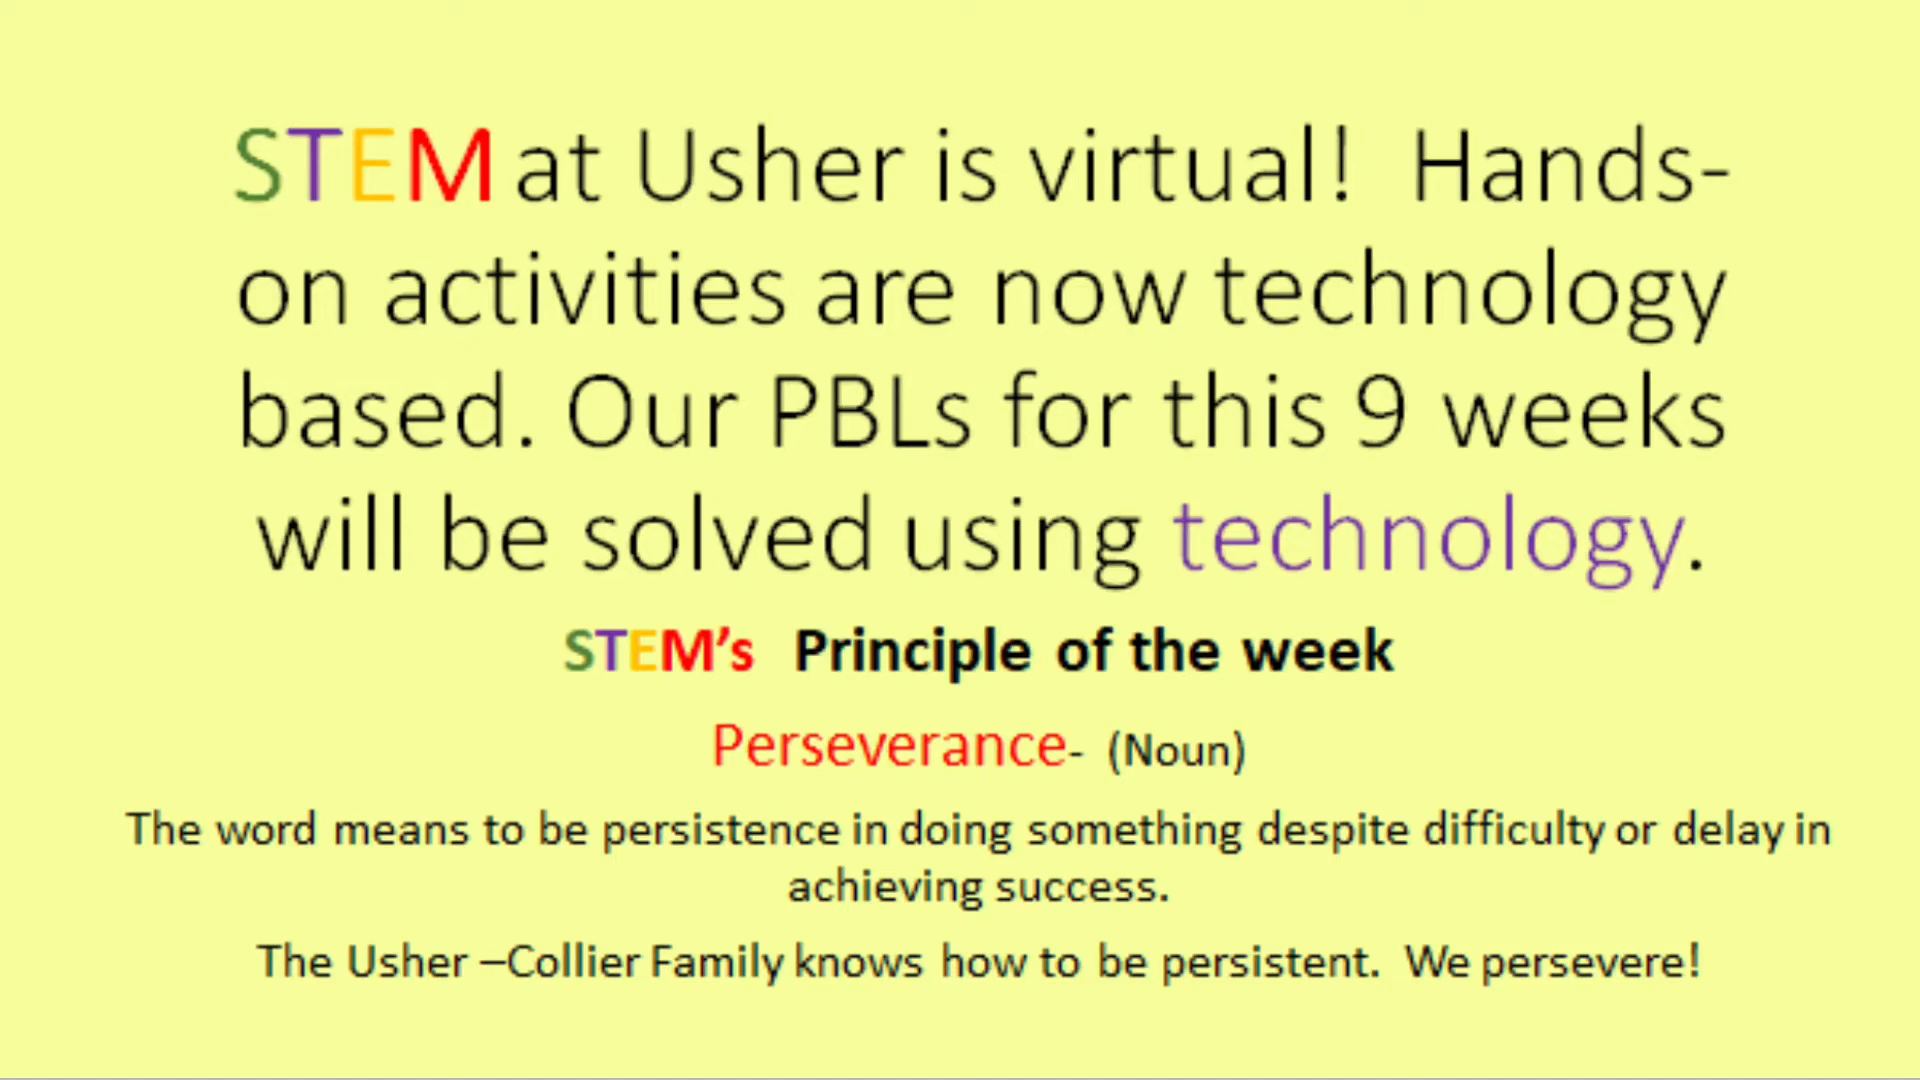 STEM at Usher is virtual!  Hands-
on activities are now technology
based. Our PBLs for this 9 weeks
will be solved using technology.
STEM’s  Principle of the week
Perseverance-  (Noun)
The word means to be persistence in doing something despite difficulty or delay in
achieving success.
The Usher –Collier Family knows how to be persistent.  We persevere!